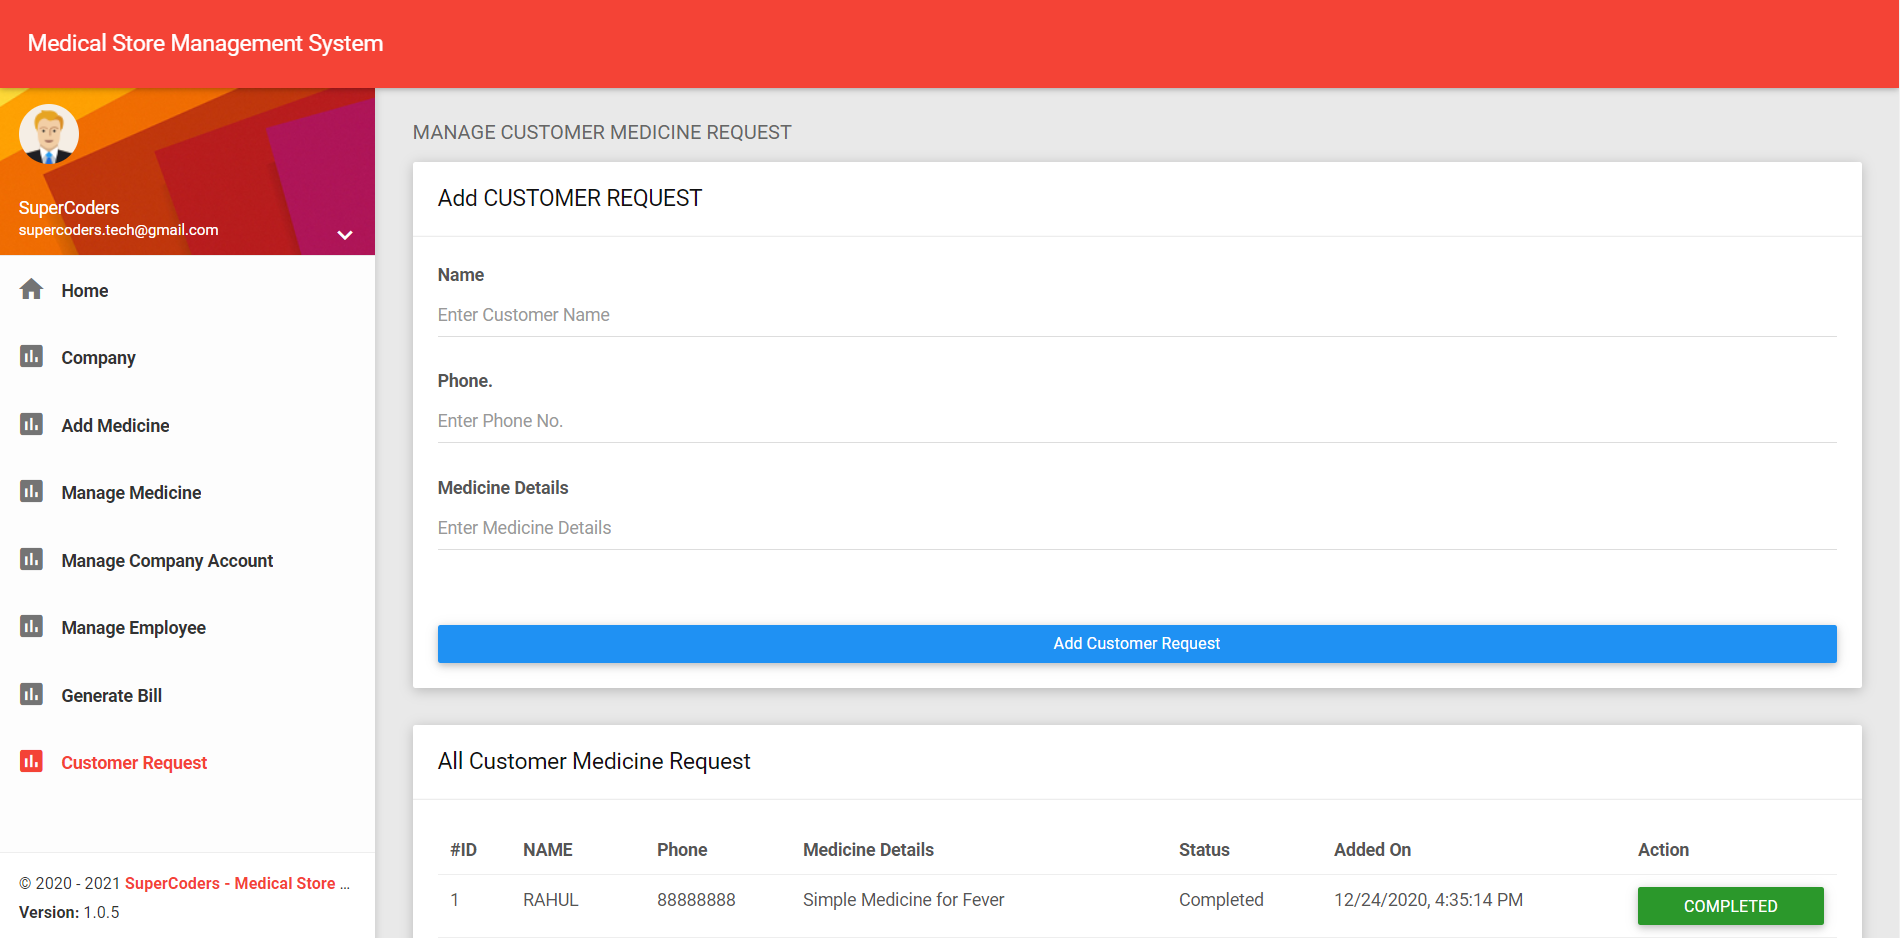 Medical Store Management System
SuperCoders
supercoders.tech@gmail.com
Home
Company
Add Medicine
Manage Medicine
Manage Company Account
Manage Employee
Generate Bill
Customer Request
© 2020 - 2021 SuperCoders - Medical Store ...
Version: 1.0.5
MANAGE CUSTOMER MEDICINE REQUEST
Add CUSTOMER REQUEST
Name
Enter Customer Name
Phone.
Enter Phone No.
Medicine Details
Enter Medicine Details
Add Customer Request
All Customer Medicine Request
#ID NAME Phone Medicine Details Status Added On Action
1 RAHUL 88888888 Simple Medicine for Fever Completed 12/24/2020, 4:35:14 PM COMPLETED